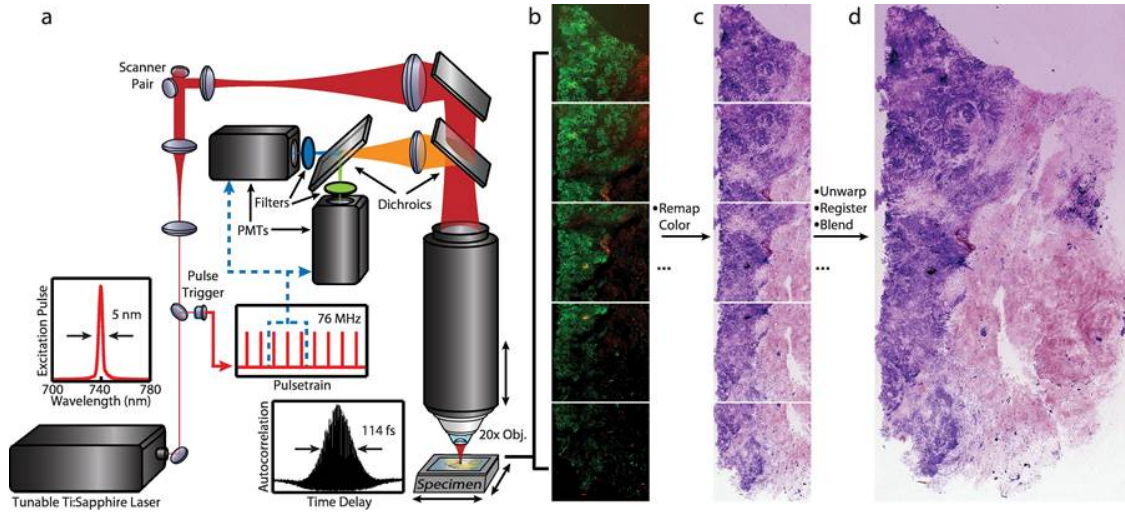 a
b
c
d
Scanner
Pair
Filters
Dichroics
PMTs
Pulse
Trigger
Excitation Pulse
5 nm
700
740
780
Wavelength (nm)
76 MHz
Pulsetrain
Autocorrelation
114 fs
Time Delay
20x Obj.
Specimen
Tunable Ti:Sapphire Laser
•Remap
Color
...
•Unwarp
•Register
•Blend
...